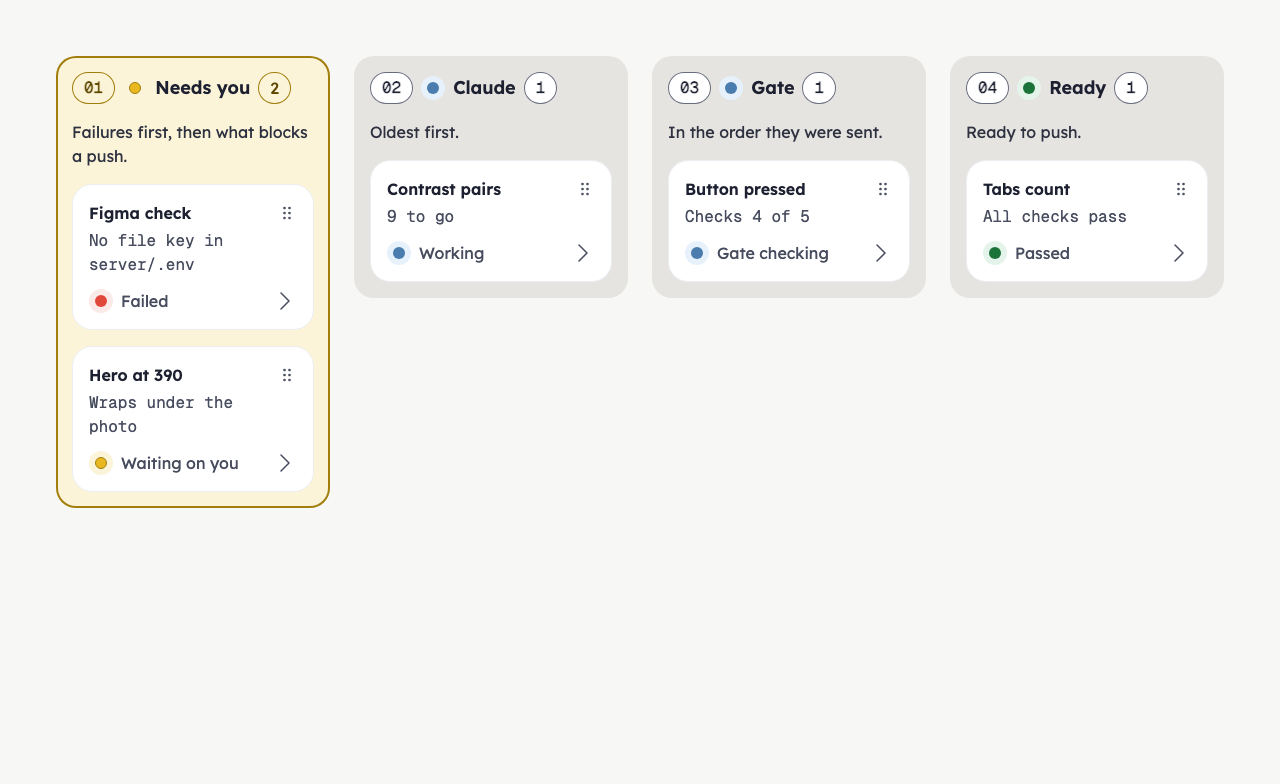 01 Needs you 2
Failures first, then what blocks
a push.
Figma check
No file key in
server/.env
Failed
Hero at 390
Wraps under the
photo
Waiting on you
02 Claude 1
Oldest first.
Contrast pairs
9 to go
Working
03 Gate 1
In the order they were sent.
Button pressed
Checks 4 of 5
Gate checking
04 Ready 1
Ready to push.
Tabs count
All checks pass
Passed